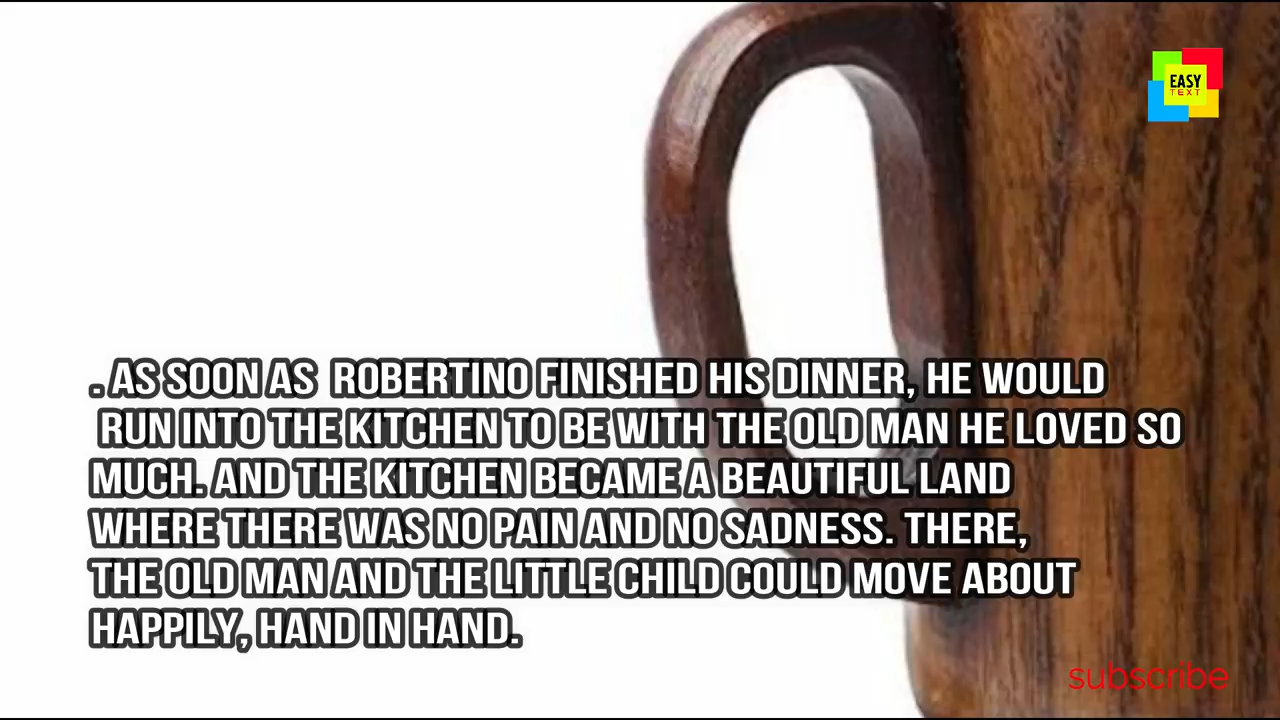 EASY
TEXT
. AS SOON AS  ROBERTINO FINISHED HIS DINNER, HE WOULD
RUN INTO THE KITCHEN TO BE WITH THE OLD MAN HE LOVED SO
MUCH. AND THE KITCHEN BECAME A BEAUTIFUL LAND
WHERE THERE WAS NO PAIN AND NO SADNESS. THERE,
THE OLD MAN AND THE LITTLE CHILD COULD MOVE ABOUT
HAPPILY, HAND IN HAND.
subscribe